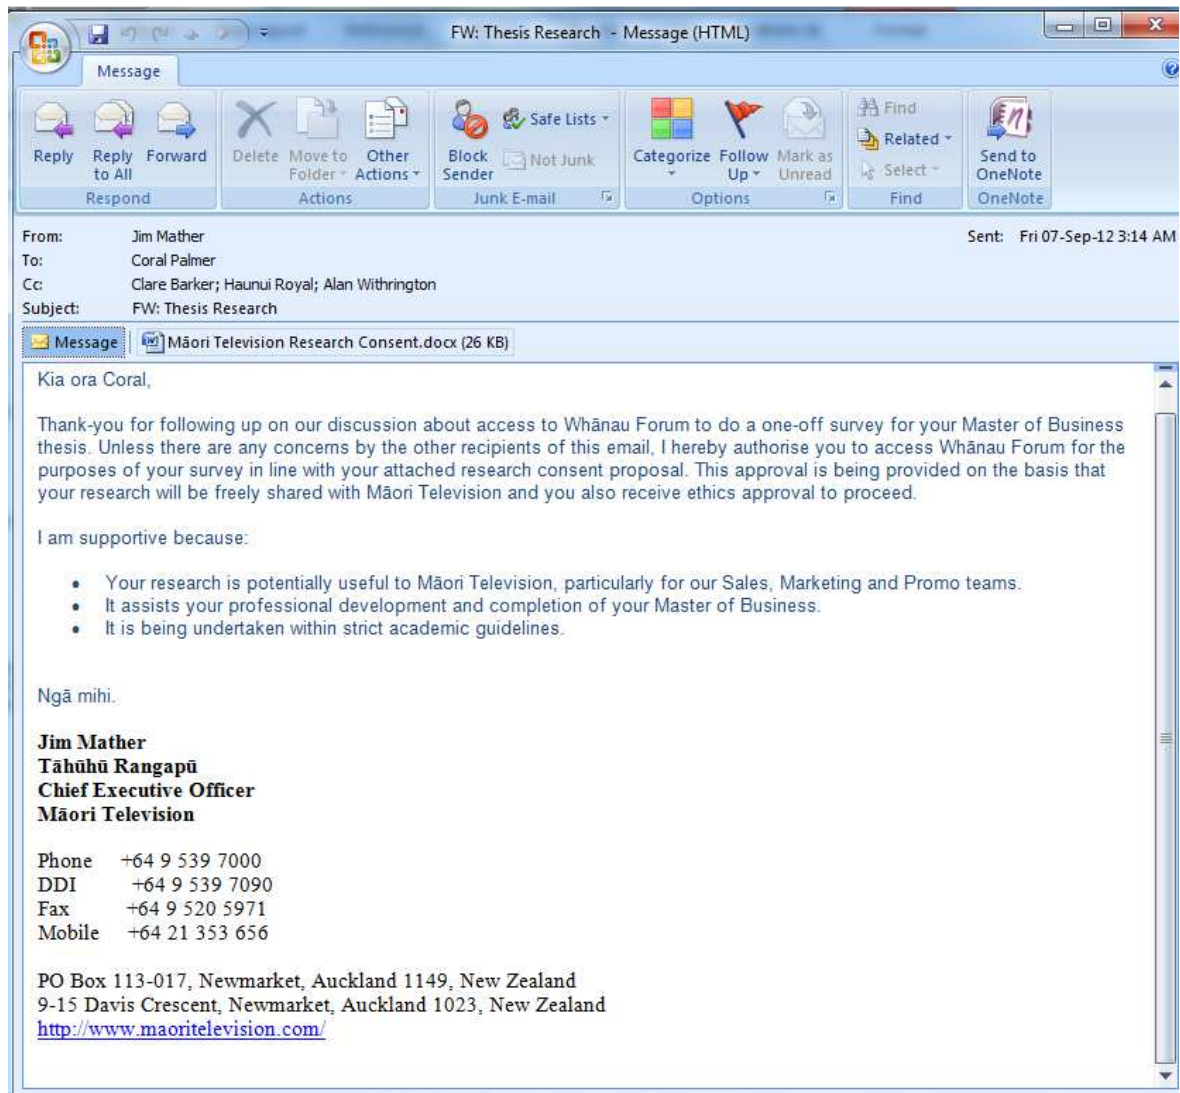 FW: Thesis Research - Message (HTML)
Message
Reply
Reply to All
Forward
Respond
Delete
Move to Folder
Other Actions
Actions
Block Sender
Safe Lists
Not Junk
Junk E-mail
Categorize
Follow Up
Mark as Unread
Options
Find
Related
Select
Find
Send to OneNote
OneNote
From: Jim Mather
Sent: Fri 07-Sep-12 3:14 AM
To: Coral Palmer
Cc: Clare Barker; Haunui Royal; Alan Withrington
Subject: FW: Thesis Research
Message
Māori Television Research Consent.docx (26 KB)
Kia ora Coral,
Thank-you for following up on our discussion about access to Whānau Forum to do a one-off survey for your Master of Business
thesis. Unless there are any concerns by the other recipients of this email, I hereby authorise you to access Whānau Forum for the
purposes of your survey in line with your attached research consent proposal. This approval is being provided on the basis that
your research will be freely shared with Māori Television and you also receive ethics approval to proceed.
I am supportive because:
• Your research is potentially useful to Māori Television, particularly for our Sales, Marketing and Promo teams.
• It assists your professional development and completion of your Master of Business.
• It is being undertaken within strict academic guidelines.
Ngā mihi.
Jim Mather
Tāhūhū Rangapū
Chief Executive Officer
Māori Television
Phone +64 9 539 7000
DDI +64 9 539 7090
Fax +64 9 520 5971
Mobile +64 21 353 656
PO Box 113-017, Newmarket, Auckland 1149, New Zealand
9-15 Davis Crescent, Newmarket, Auckland 1023, New Zealand
http://www.maoritelevision.com/